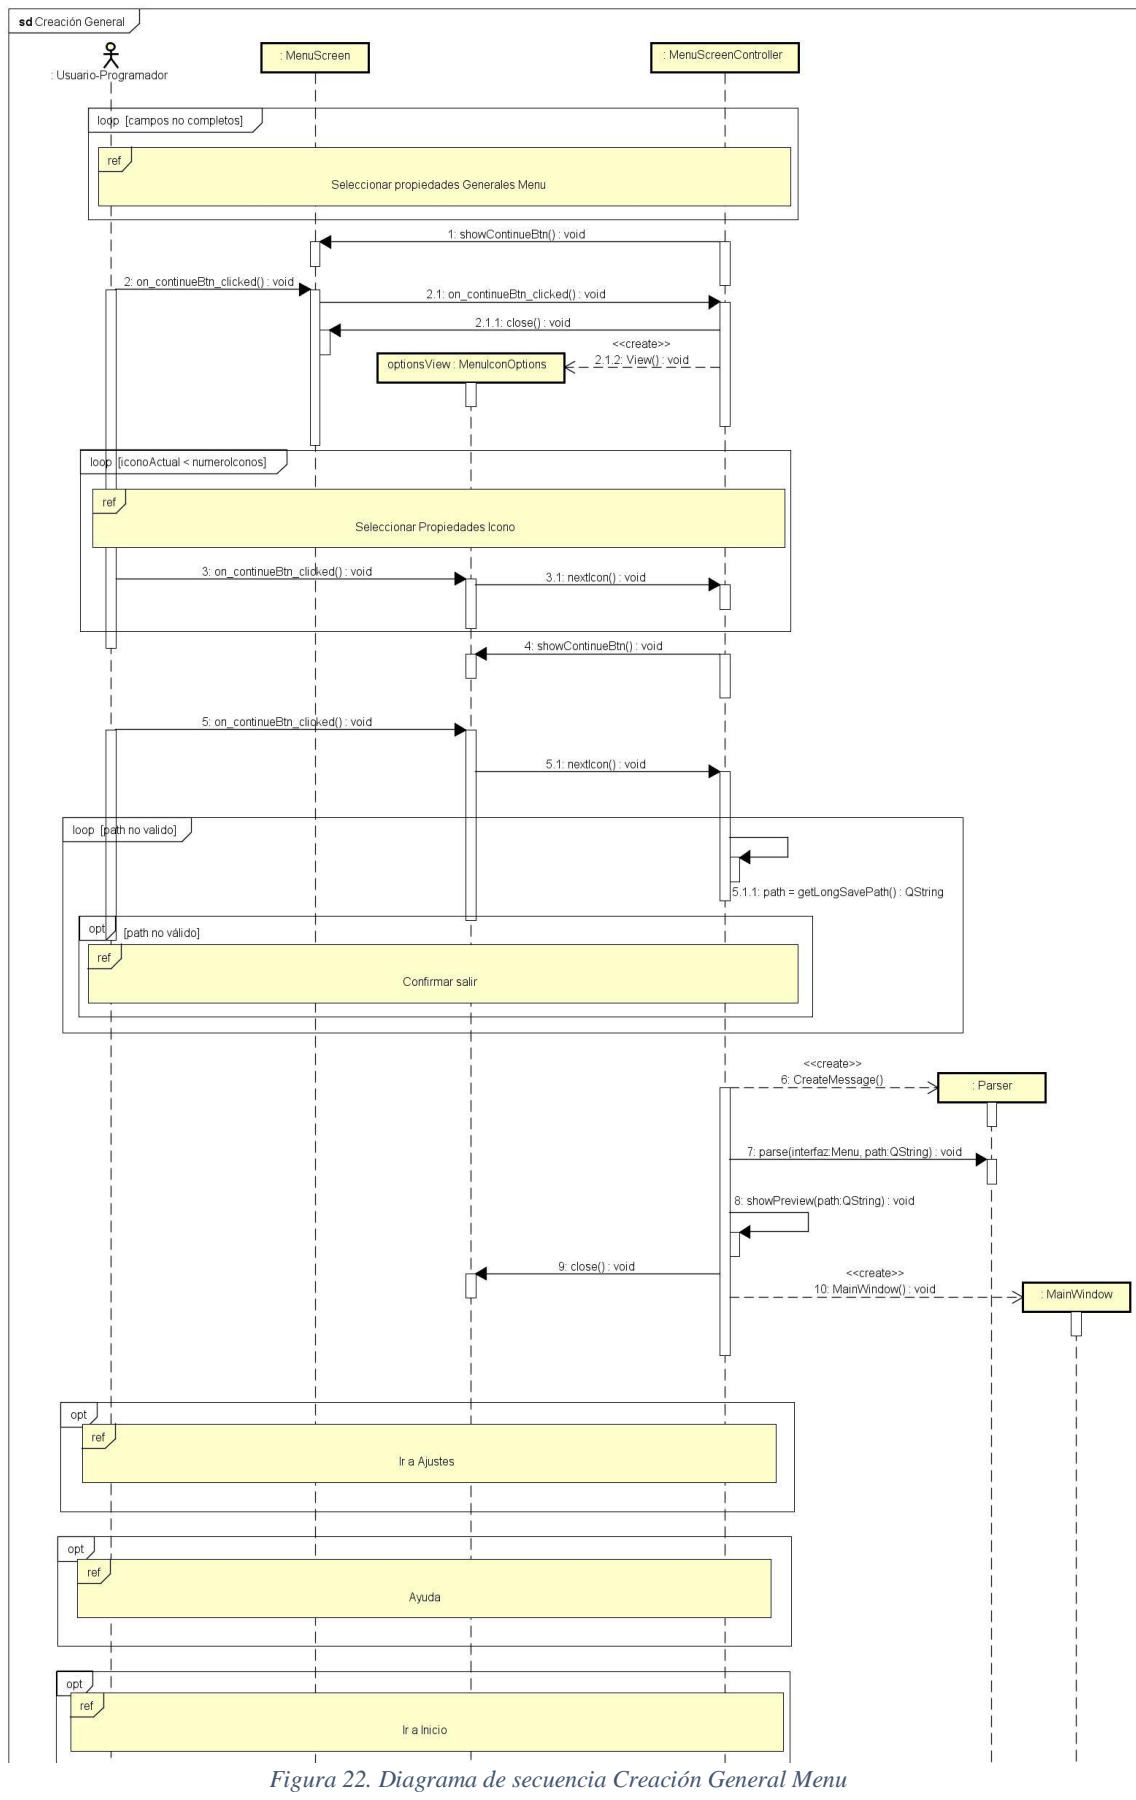 sd Creación General
: Usuario-Programador
: MenuScreen
: MenuScreenController
loop [campos no completos]
ref
Seleccionar propiedades Generales Menu
1: showContinueBtn() : void
2: on_continueBtn_clicked() : void
2.1: on_continueBtn_clicked() : void
2.1.1: close() : void
<<create>>
2.1.2: View() : void
optionsView : MenuIconOptions
loop [iconoActual < numeroIconos]
ref
Seleccionar Propiedades Icono
3: on_continueBtn_clicked() : void
3.1: nextIcon() : void
4: showContinueBtn() : void
5: on_continueBtn_clicked() : void
5.1: nextIcon() : void
loop [path no valido]
5.1.1: path = getLongSavePath() : QString
opt [path no válido]
ref
Confirmar salir
<<create>>
6: CreateMessage()
: Parser
7: parse(interfaz:Menu, path:QString) : void
8: showPreview(path:QString) : void
9: close() : void
<<create>>
10: MainWindow() : void
: MainWindow
opt
ref
Ir a Ajustes
opt
ref
Ayuda
opt
ref
Ir a Inicio
Figura 22. Diagrama de secuencia Creación General Menu